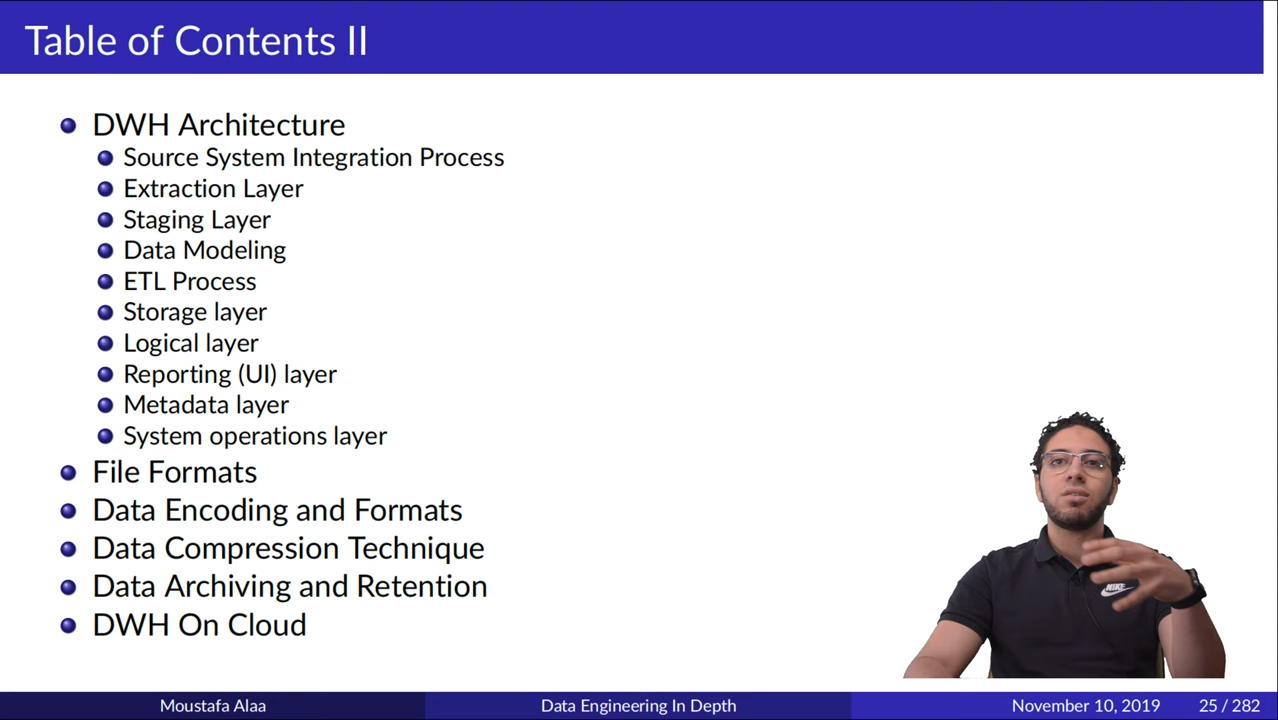 Table of Contents II
DWH Architecture
Source System Integration Process
Extraction Layer
Staging Layer
Data Modeling
ETL Process
Storage layer
Logical layer
Reporting (UI) layer
Metadata layer
System operations layer
File Formats
Data Encoding and Formats
Data Compression Technique
Data Archiving and Retention
DWH On Cloud
NIKE
Moustafa Alaa
Data Engineering In Depth
November 10, 2019
25 / 282